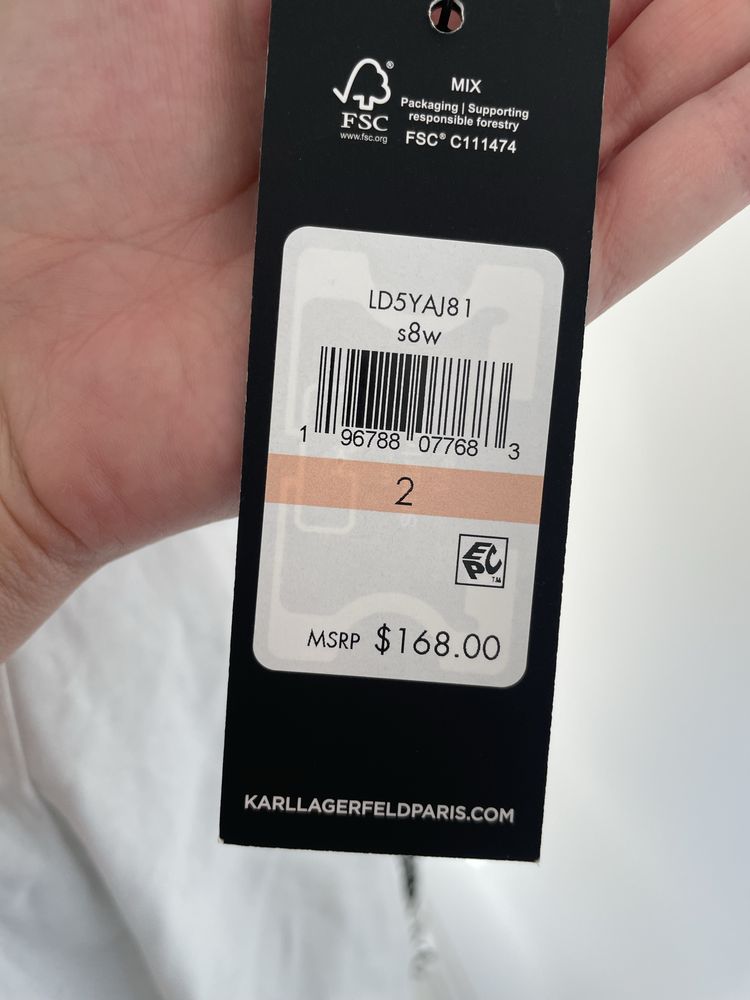 FSC®
www.fsc.org
MIX
Packaging | Supporting
responsible forestry
FSC® C111474
LD5YAJ81
s8w
1 96788 07768 3
2
EPC™
MSRP $168.00
KARLLAGERFELDPARIS.COM